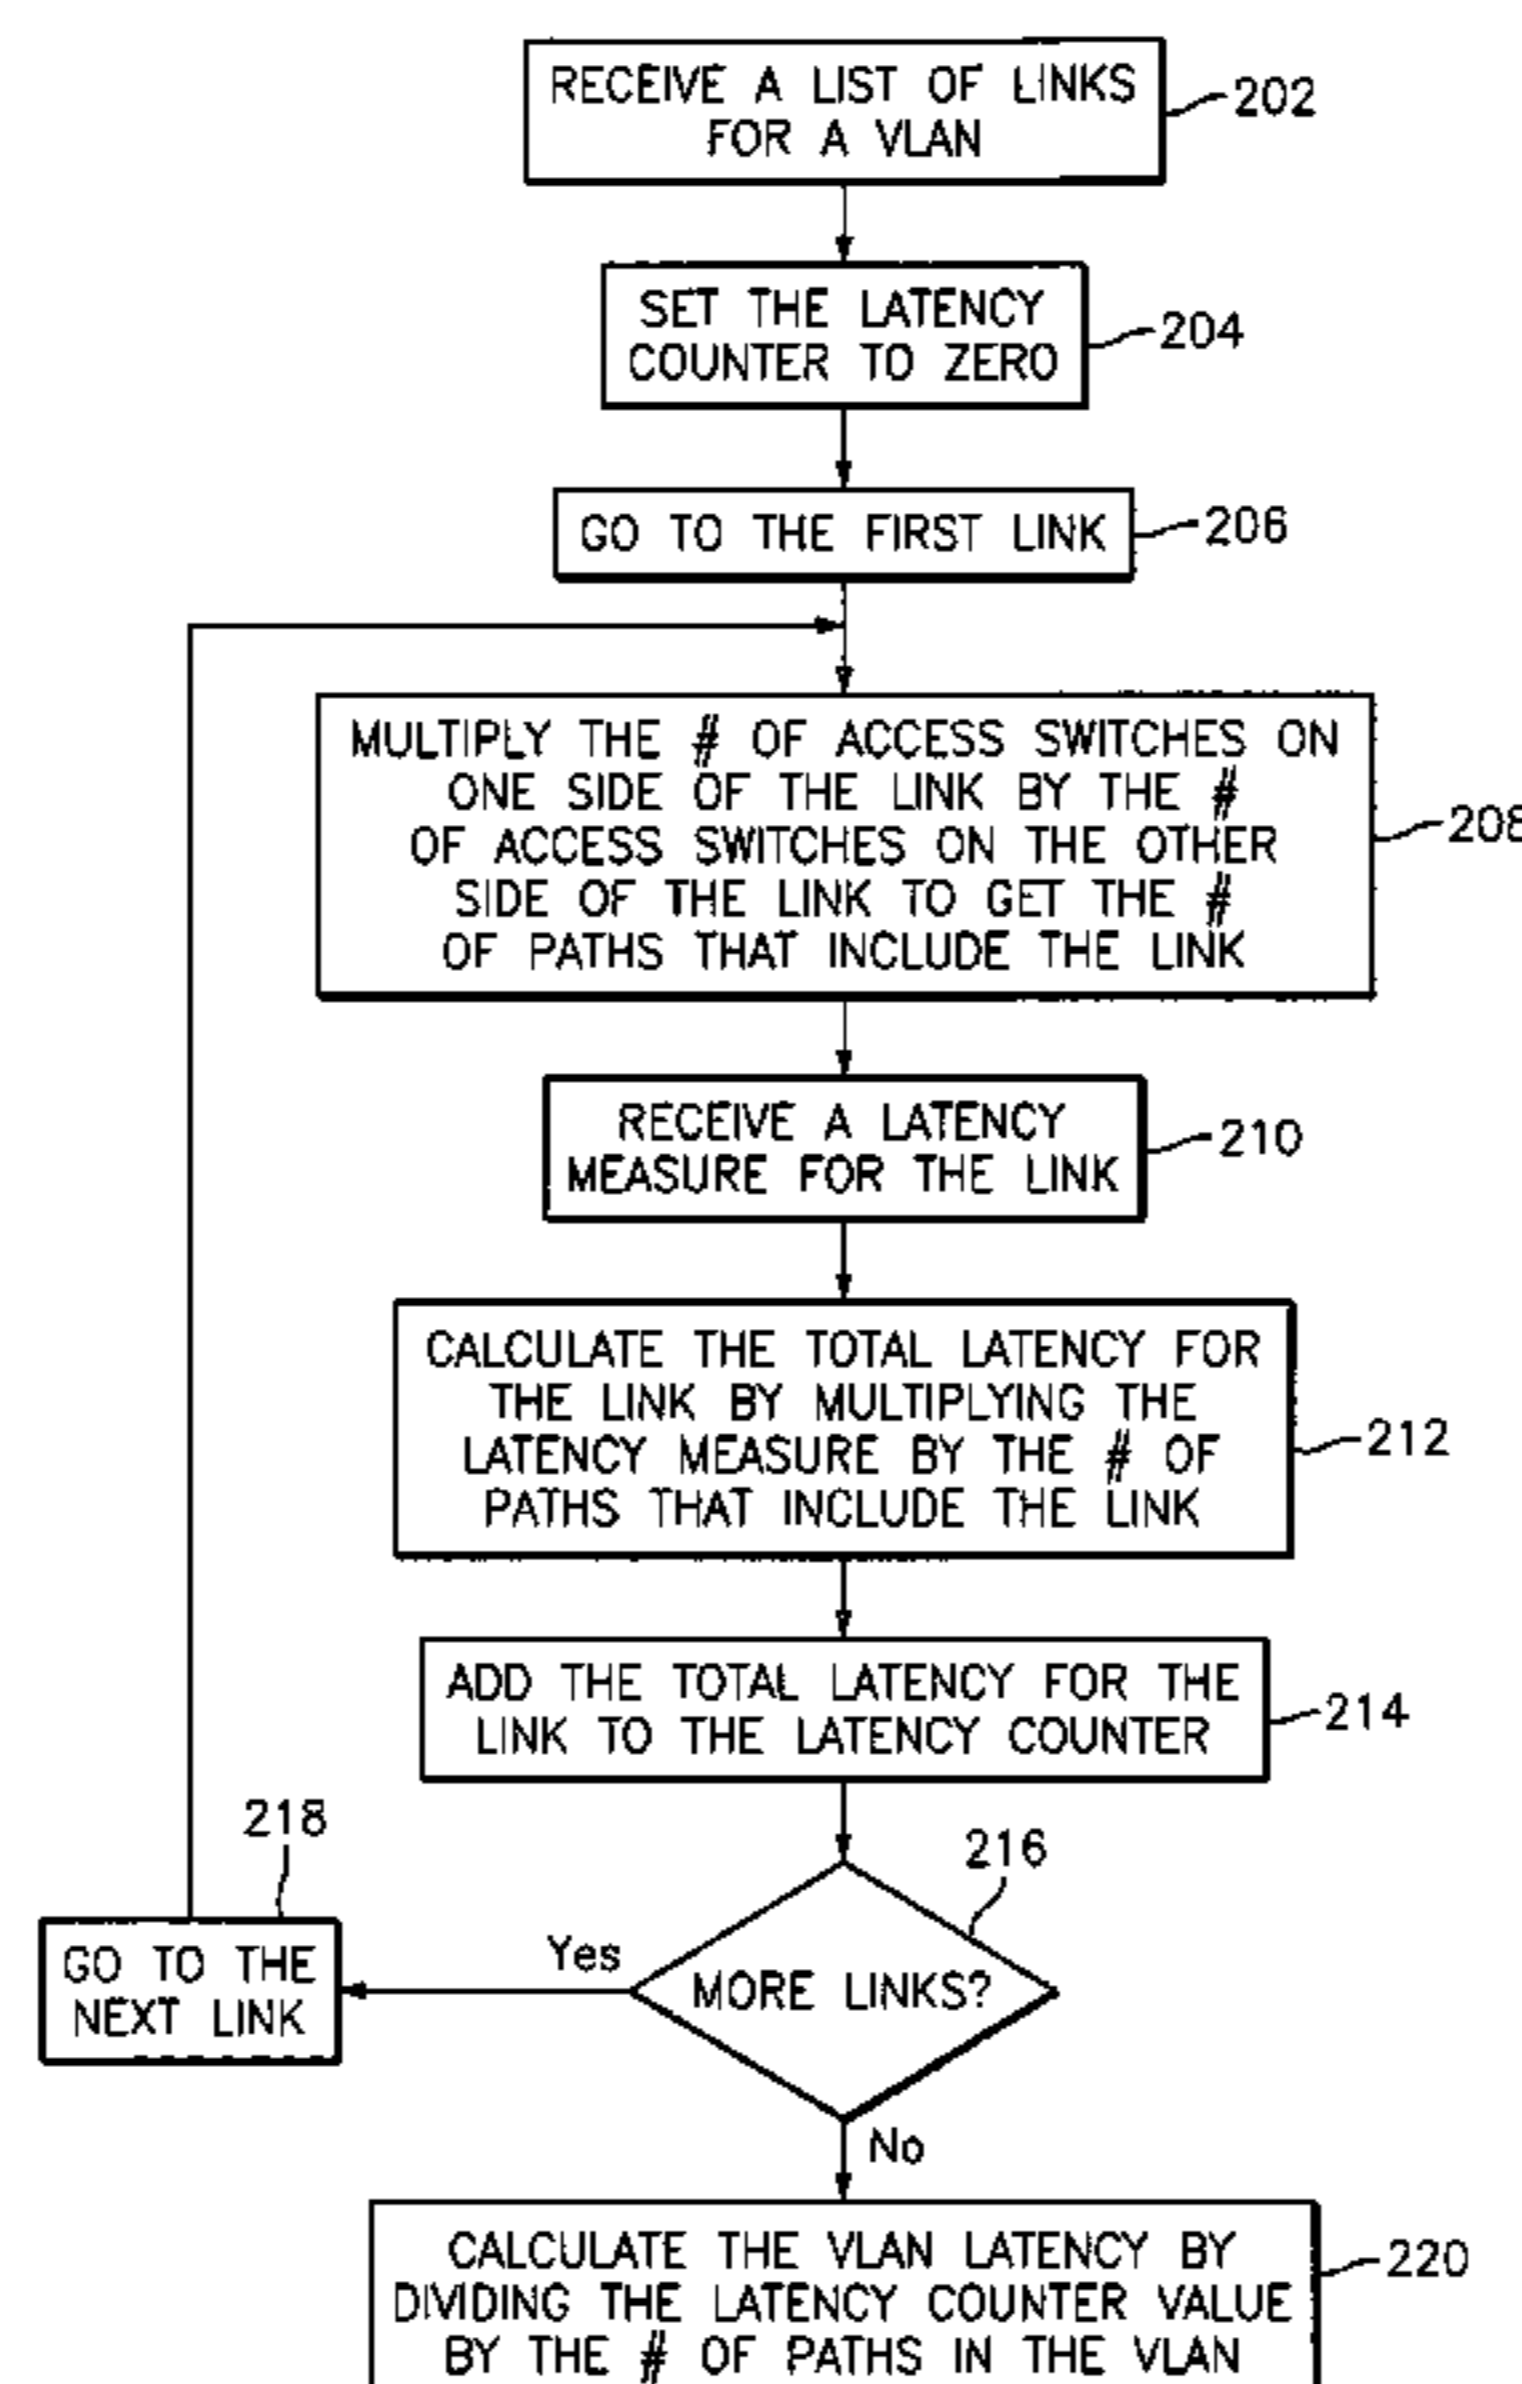 RECEIVE A LIST OF LINKS
FOR A VLAN
202
SET THE LATENCY
COUNTER TO ZERO
204
GO TO THE FIRST LINK
206
MULTIPLY THE # OF ACCESS SWITCHES ON
ONE SIDE OF THE LINK BY THE #
OF ACCESS SWITCHES ON THE OTHER
SIDE OF THE LINK TO GET THE #
OF PATHS THAT INCLUDE THE LINK
208
RECEIVE A LATENCY
MEASURE FOR THE LINK
210
CALCULATE THE TOTAL LATENCY FOR
THE LINK BY MULTIPLYING THE
LATENCY MEASURE BY THE # OF
PATHS THAT INCLUDE THE LINK
212
ADD THE TOTAL LATENCY FOR THE
LINK TO THE LATENCY COUNTER
214
218
216
GO TO THE
NEXT LINK
Yes
MORE LINKS?
No
CALCULATE THE VLAN LATENCY BY
DIVIDING THE LATENCY COUNTER VALUE
BY THE # OF PATHS IN THE VLAN
220